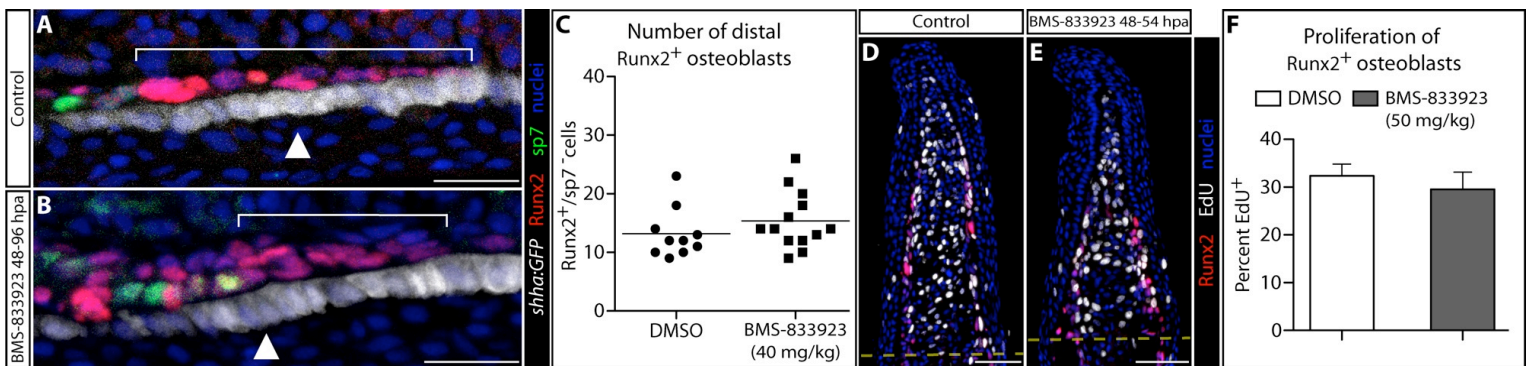 A
Control
B
BMS-833923 48-96 hpa
shha:GFP Runx2 sp7 nuclei
C
Number of distal
Runx2+ osteoblasts
Runx2+/sp7- cells
40
30
20
10
0
DMSO
BMS-833923
(40 mg/kg)
Control
BMS-833923 48-54 hpa
D
E
Runx2 EdU nuclei
F
Proliferation of
Runx2+ osteoblasts
DMSO
BMS-833923
(50 mg/kg)
Percent EdU+
40
30
20
10
0